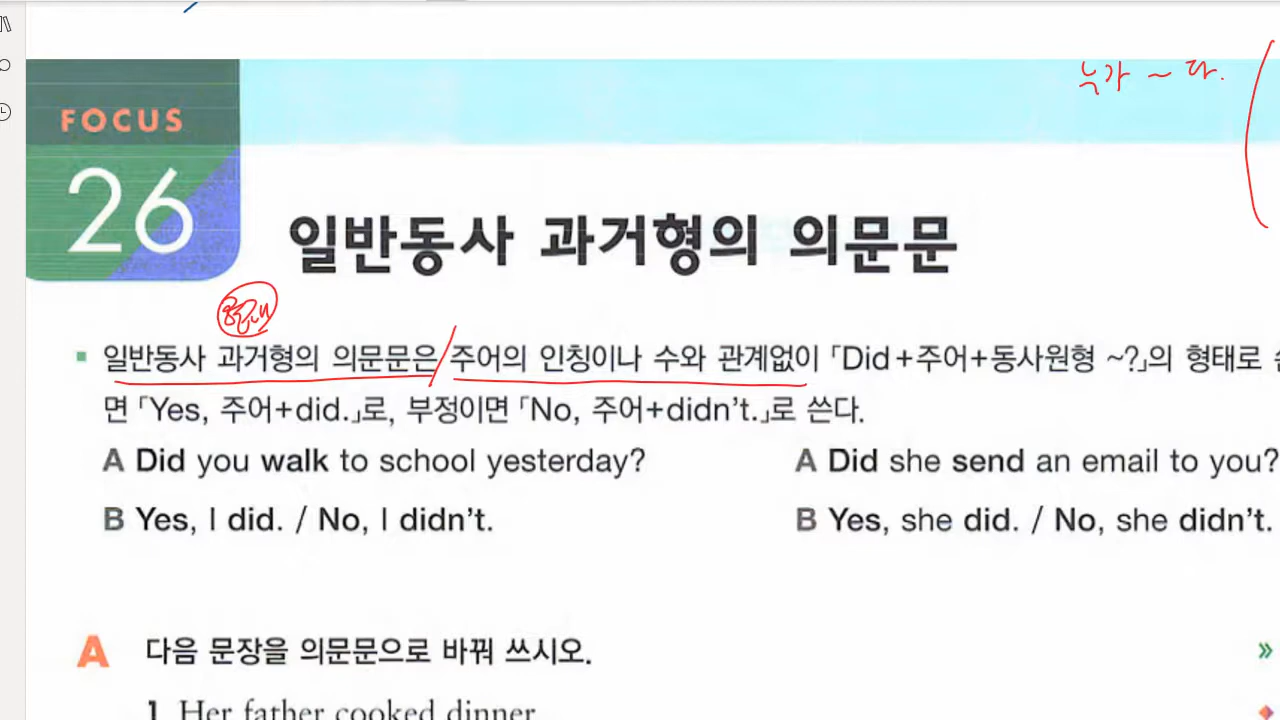 누가 ~ 다.
FOCUS
26
일반동사 과거형의 의문문
일반동사 과거형의 의문문은 주어의 인칭이나 수와 관계없이 「Did+주어+동사원형 ~?」의 형태로
면 「Yes, 주어+did.」로, 부정이면 「No, 주어+didn't.」로 쓴다.
A Did you walk to school yesterday?
B Yes, I did. / No, I didn't.
A Did she send an email to you?
B Yes, she did. / No, she didn't.
A 다음 문장을 의문문으로 바꿔 쓰시오.
1 Her father cooked dinner